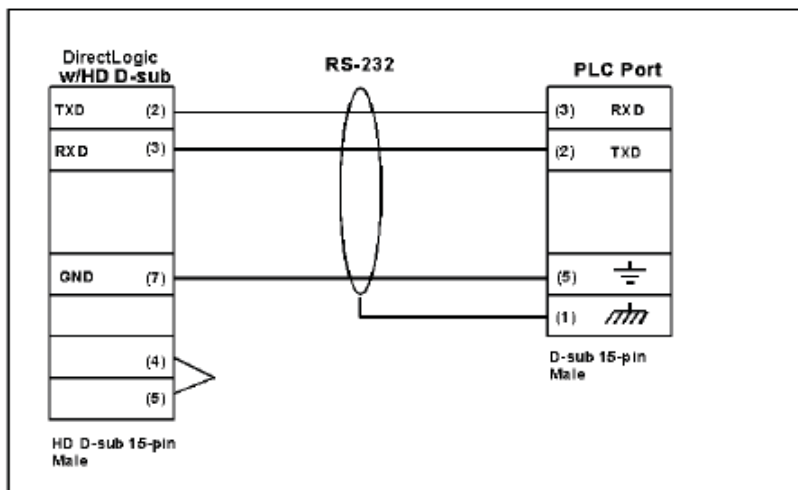 DirectLogic
w/HD D-sub
RS-232
PLC Port
TXD (2)
(3) RXD
RXD (3)
(2) TXD
GND (7)
(5)
(1)
(4)
(5)
D-sub 15-pin
Male
HD D-sub 15-pin
Male